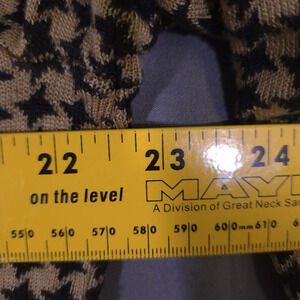 22 23 24
on the level MAY
A Division of Great Neck Sa
550 560 570 580 590 600mm 610